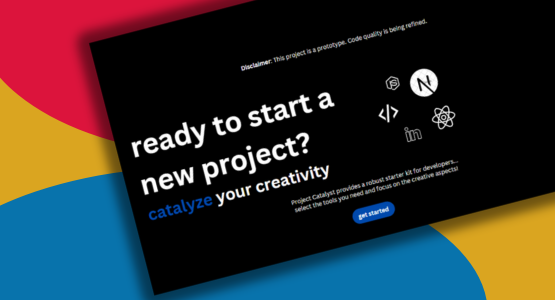 Disclaimer: This project is a prototype. Code quality is being refined.
ready to start a
new project?
catalyze your creativity
JS
N
</>
in
Project Catalyst provides a robust starter kit for developers...
select the tools you need and focus on the creative aspects!
get started